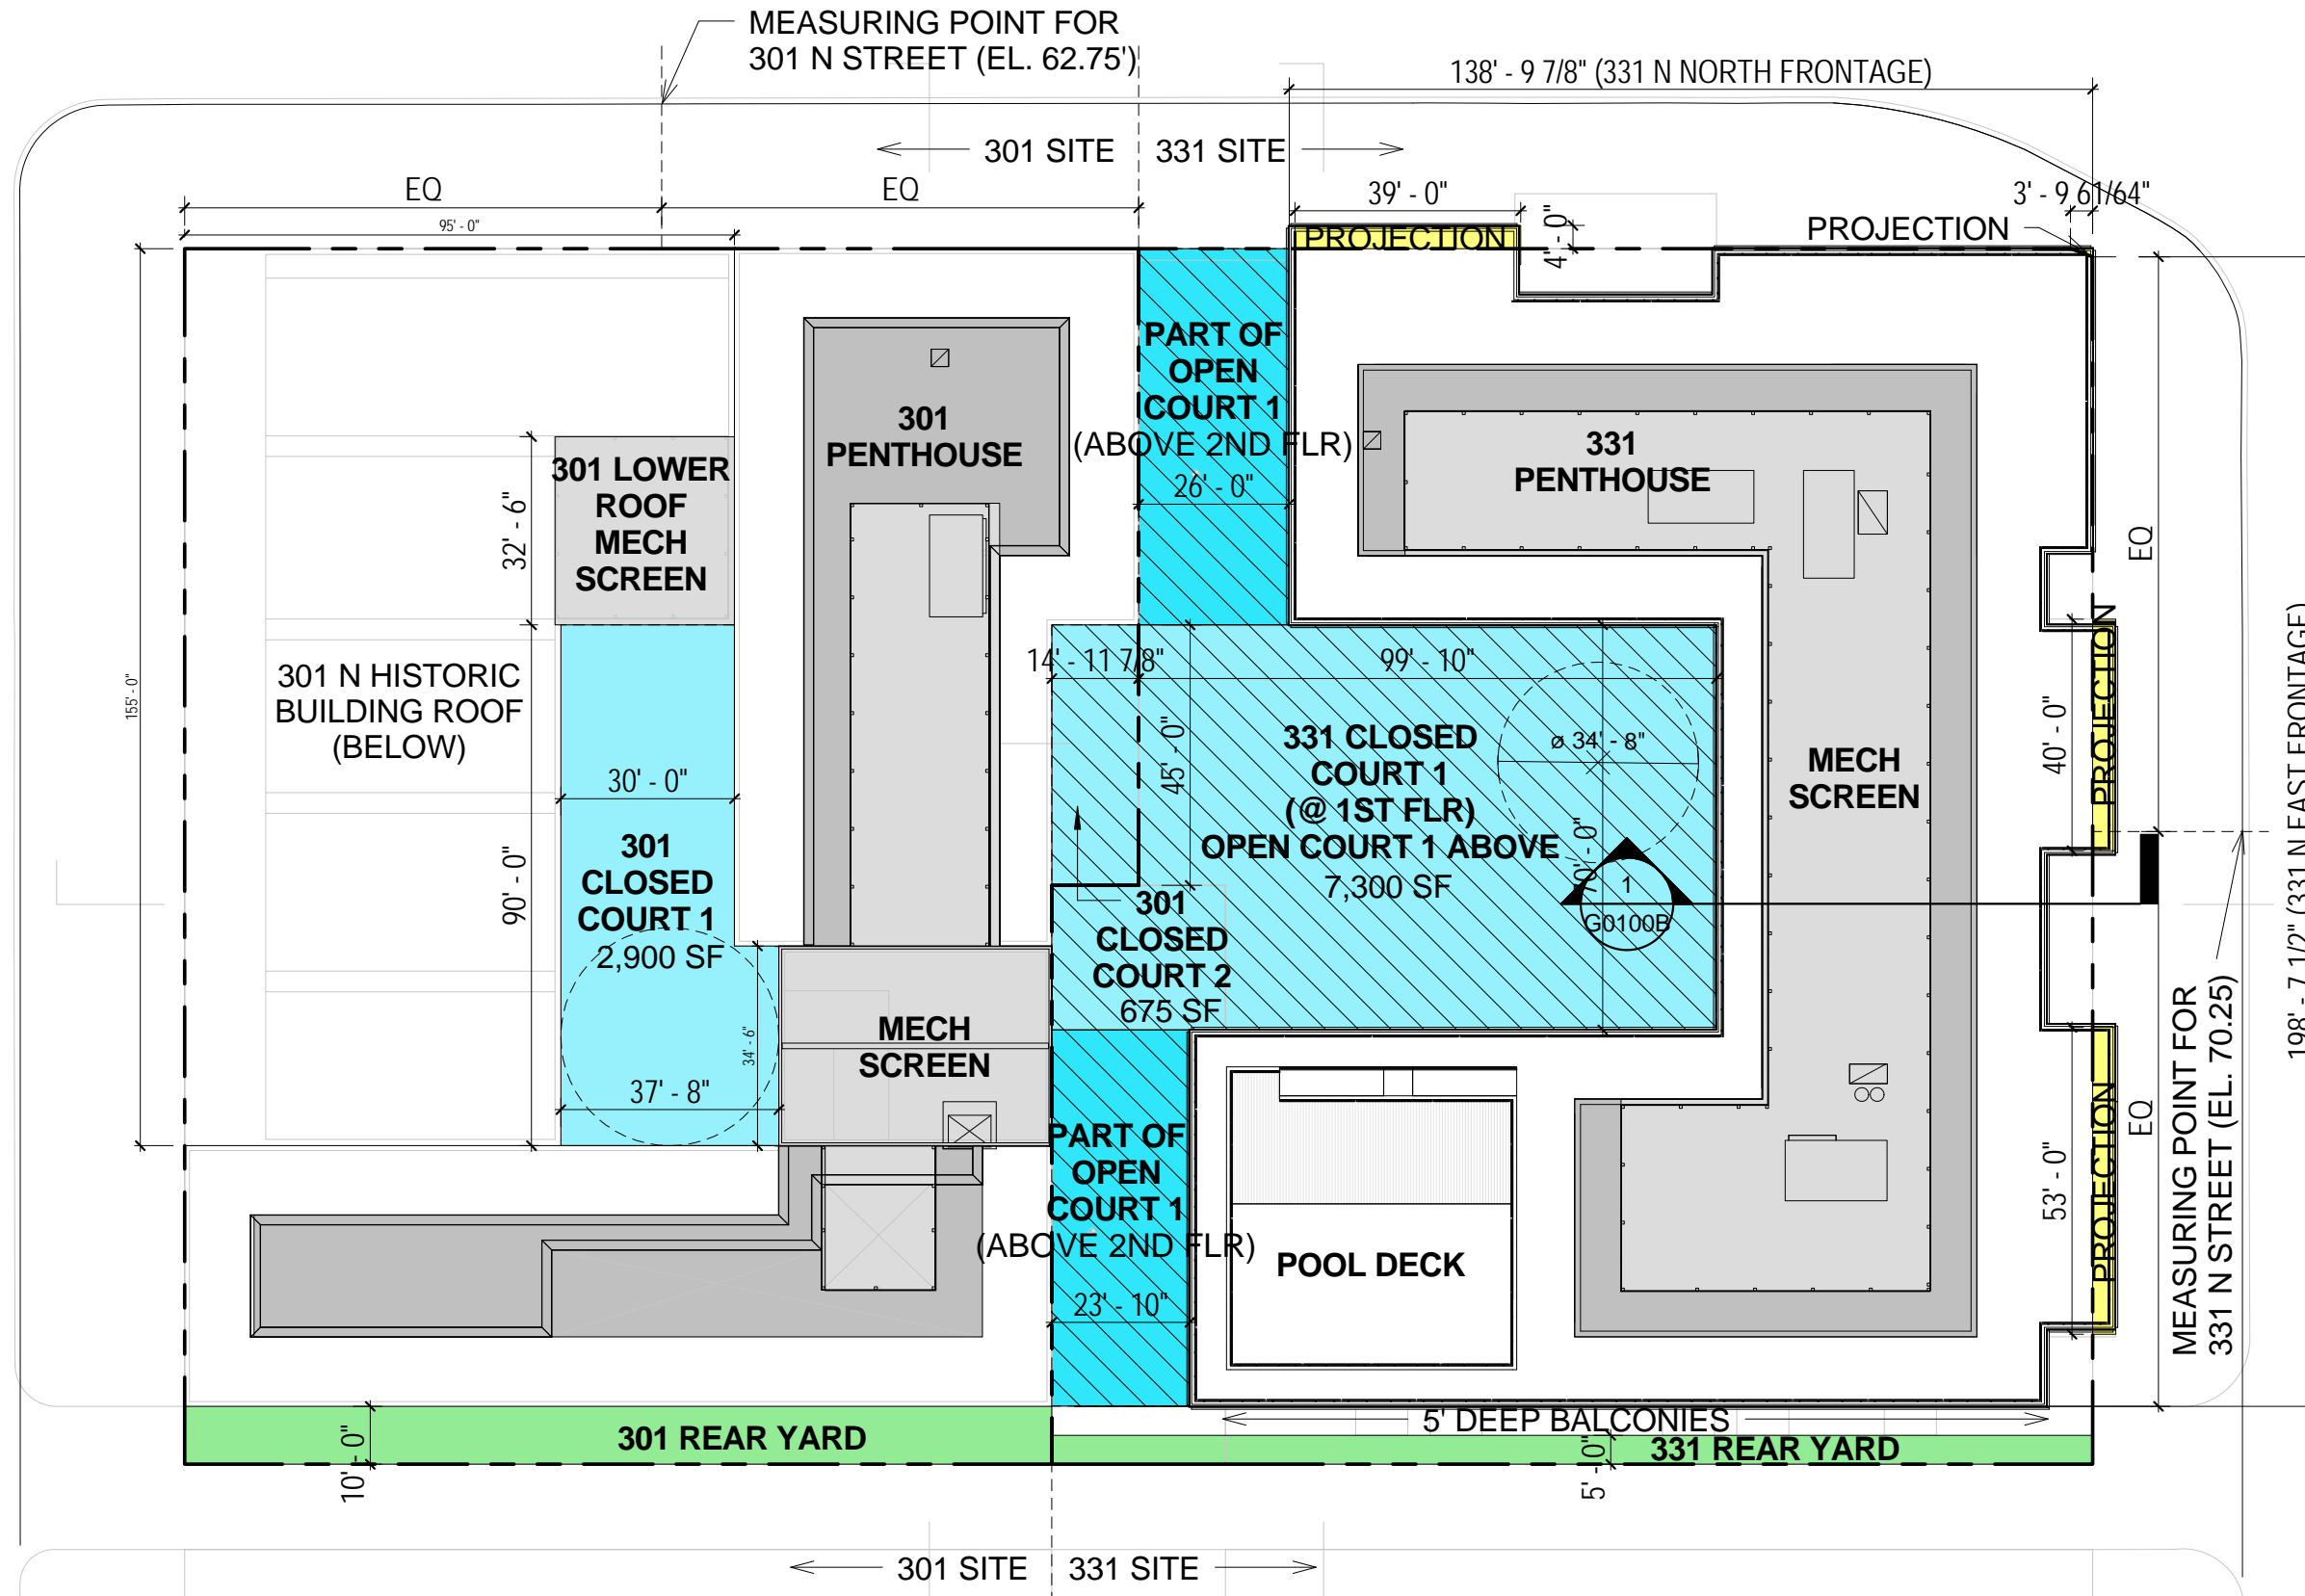 MEASURING POINT FOR
301 N STREET (EL. 62.75')
138' - 9 7/8" (331 N NORTH FRONTAGE)
301 SITE
331 SITE
EQ
EQ
39' - 0"
3' - 9 61/64"
95' - 0"
PROJECTION
4' - 0"
PROJECTION
PART OF
OPEN
COURT 1
(ABOVE 2ND FLR)
26' - 0"
301
PENTHOUSE
331
PENTHOUSE
301 LOWER
ROOF
MECH
SCREEN
32' - 6"
EQ
155' - 0"
301 N HISTORIC
BUILDING ROOF
(BELOW)
14' - 11 7/8"
99' - 10"
45' - 0"
331 CLOSED
COURT 1
(@ 1ST FLR)
OPEN COURT 1 ABOVE
7,300 SF
ø 34' - 8"
70' - 0"
1
G0100B
MECH
SCREEN
40' - 0"
PROJECTION
198' - 7 1/2" (331 N EAST FRONTAGE)
30' - 0"
90' - 0"
301
CLOSED
COURT 1
2,900 SF
37' - 8"
34' - 6"
301
CLOSED
COURT 2
675 SF
MECH
SCREEN
PART OF
OPEN
COURT 1
(ABOVE 2ND FLR)
23' - 10"
POOL DECK
53' - 0"
PROJECTION
EQ
MEASURING POINT FOR
331 N STREET (EL. 70.25)
5' DEEP BALCONIES
301 REAR YARD
10' - 0"
331 REAR YARD
5' - 0"
301 SITE
331 SITE